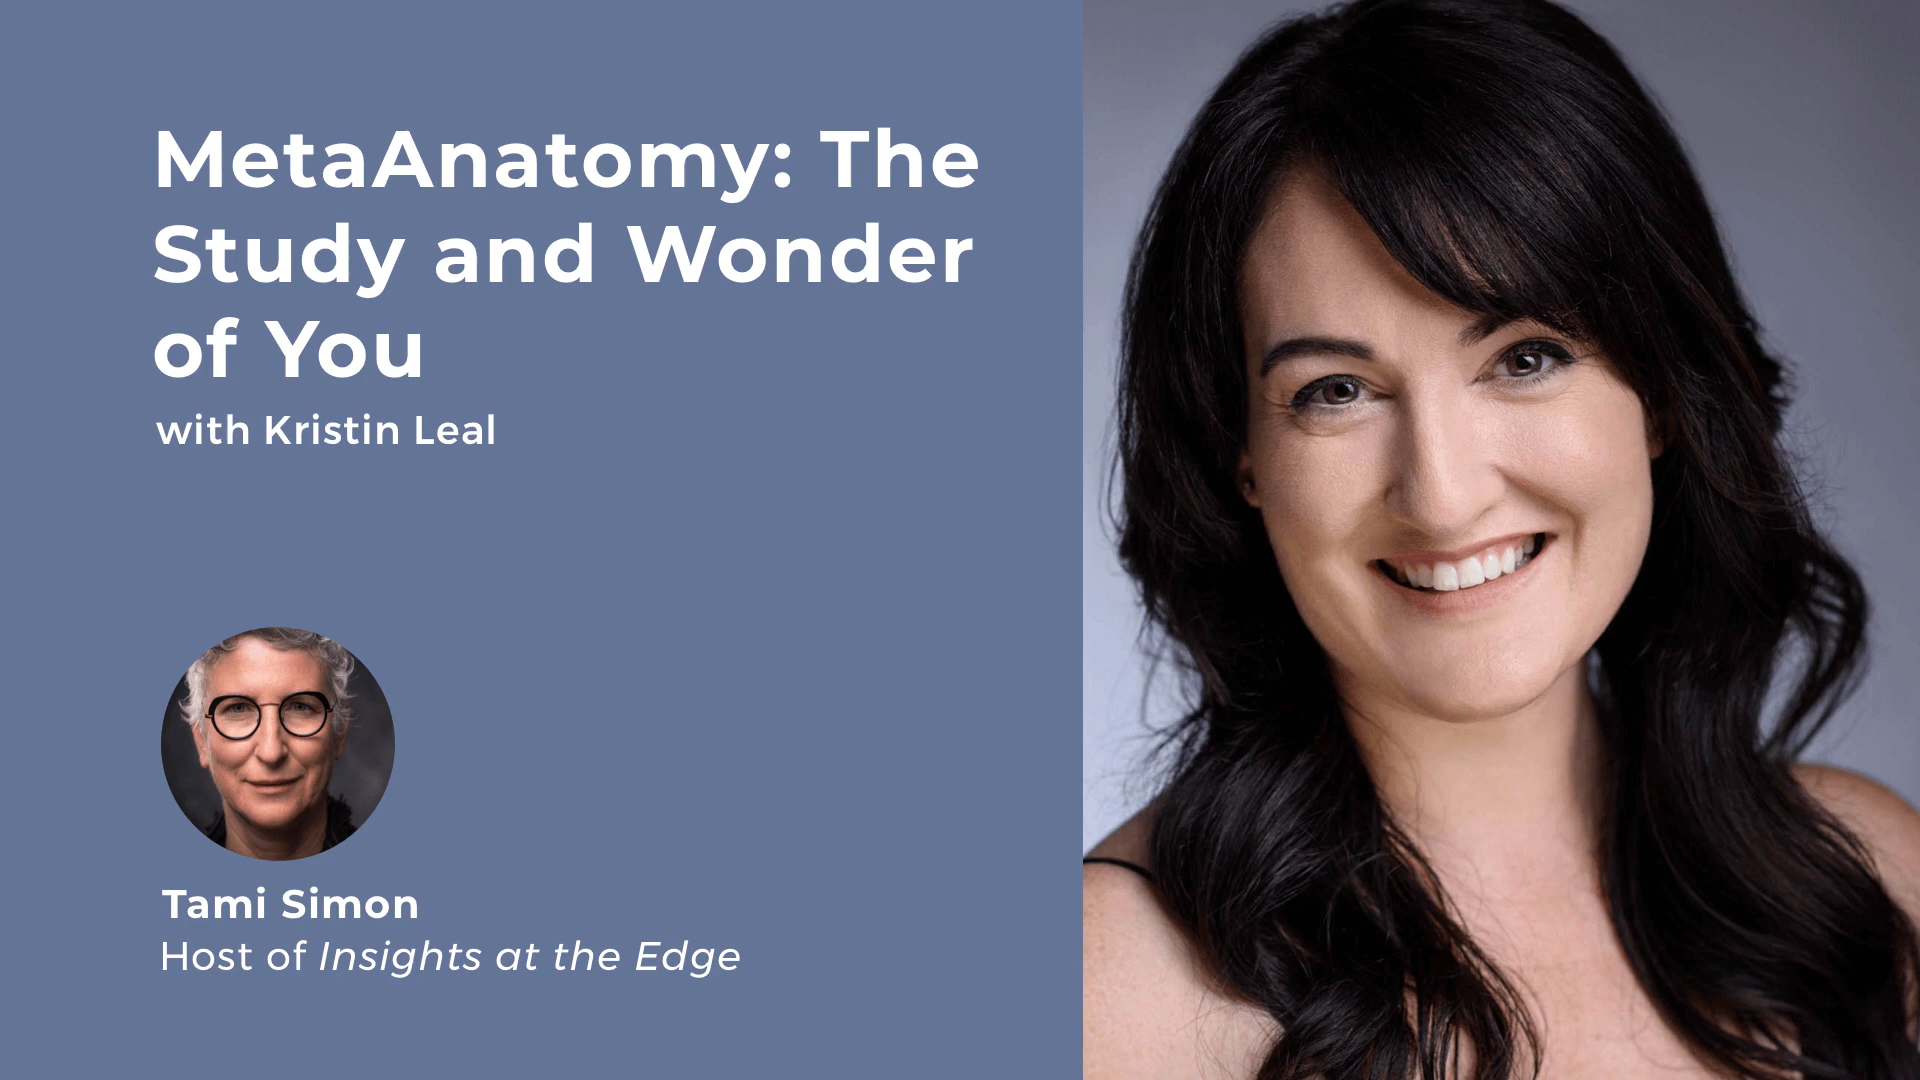 MetaAnatomy: The
Study and Wonder
of You
with Kristin Leal
Tami Simon
Host of Insights at the Edge